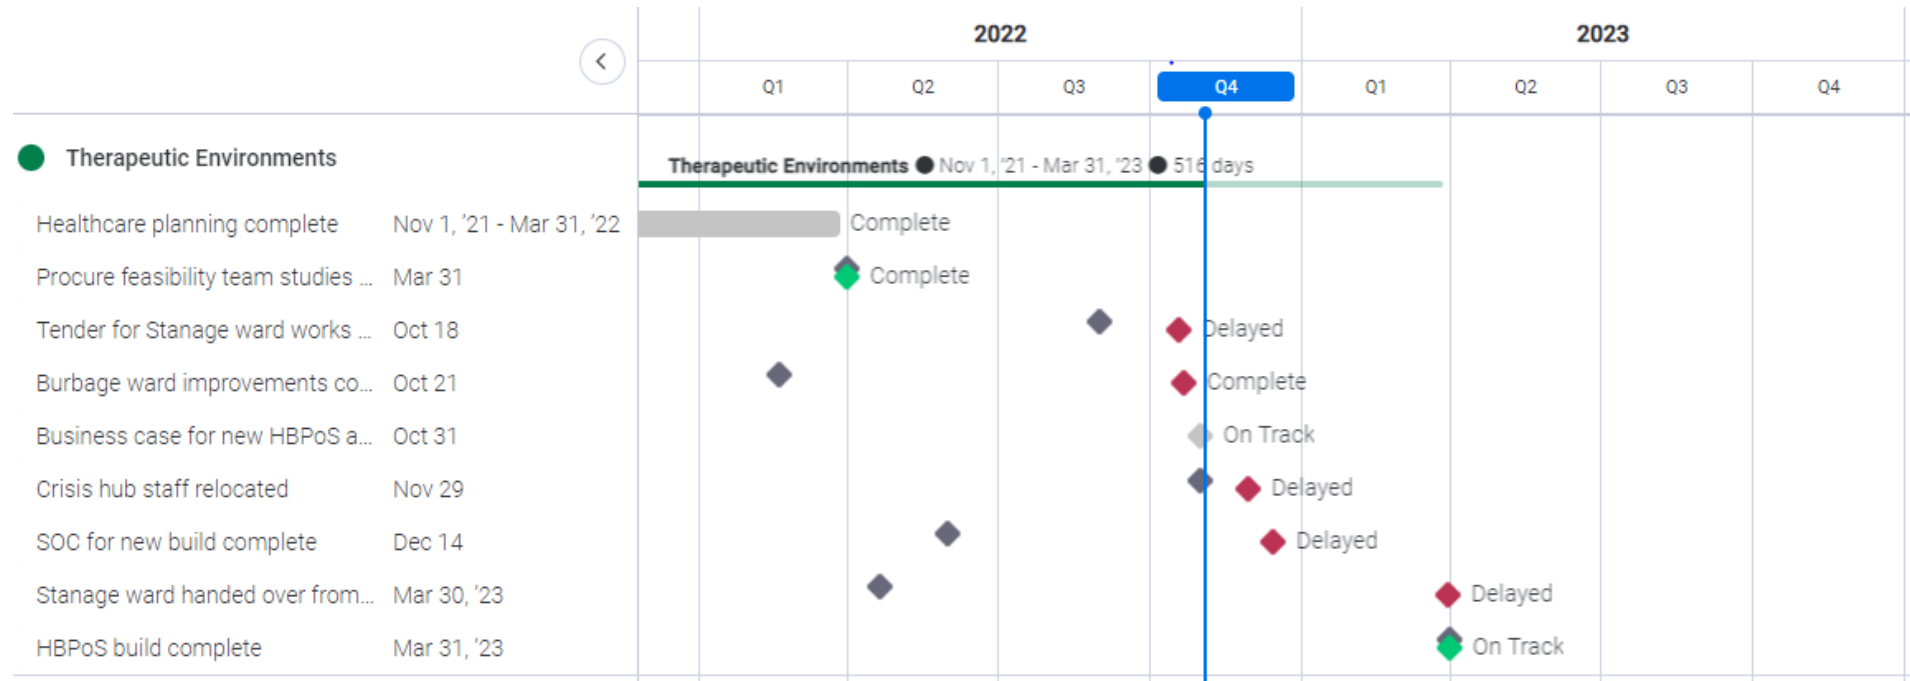 2022 2023
Q1 Q2 Q3 Q4 Q1 Q2 Q3 Q4
Therapeutic Environments
Therapeutic Environments ● Nov 1, '21 - Mar 31, '23 ● 516 days
Healthcare planning complete Nov 1, '21 - Mar 31, '22 Complete
Procure feasibility team studies ... Mar 31 Complete
Tender for Stanage ward works ... Oct 18 Delayed
Burbage ward improvements co... Oct 21 Complete
Business case for new HBPoS a... Oct 31 On Track
Crisis hub staff relocated Nov 29 Delayed
SOC for new build complete Dec 14 Delayed
Stanage ward handed over from... Mar 30, '23 Delayed
HBPoS build complete Mar 31, '23 On Track